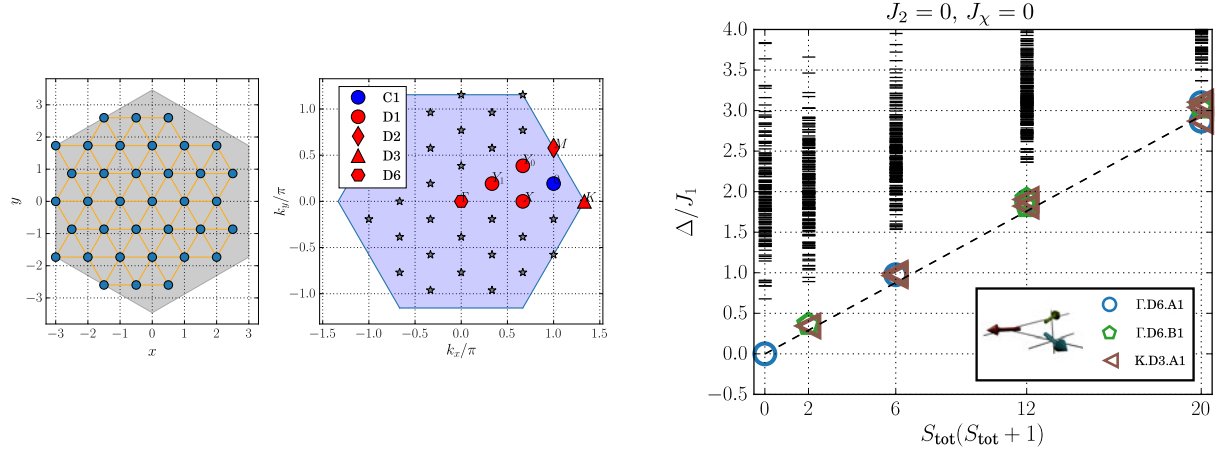 3
2
1
0
−1
−2
−3
y
−3
−2
−1
0
1
2
3
x
1.0
0.5
0.0
−0.5
−1.0
k_y/π
−1.5
−1.0
−0.5
0.0
0.5
1.0
1.5
k_x/π
C1
D1
D2
D3
D6
M
Y_0
Y_1
Γ
K
J_2 = 0, J_χ = 0
4.0
3.5
3.0
2.5
2.0
1.5
1.0
0.5
0.0
−0.5
Δ/J_1
0
2
6
12
20
S_tot(S_tot + 1)
Γ.D6.A1
Γ.D6.B1
K.D3.A1